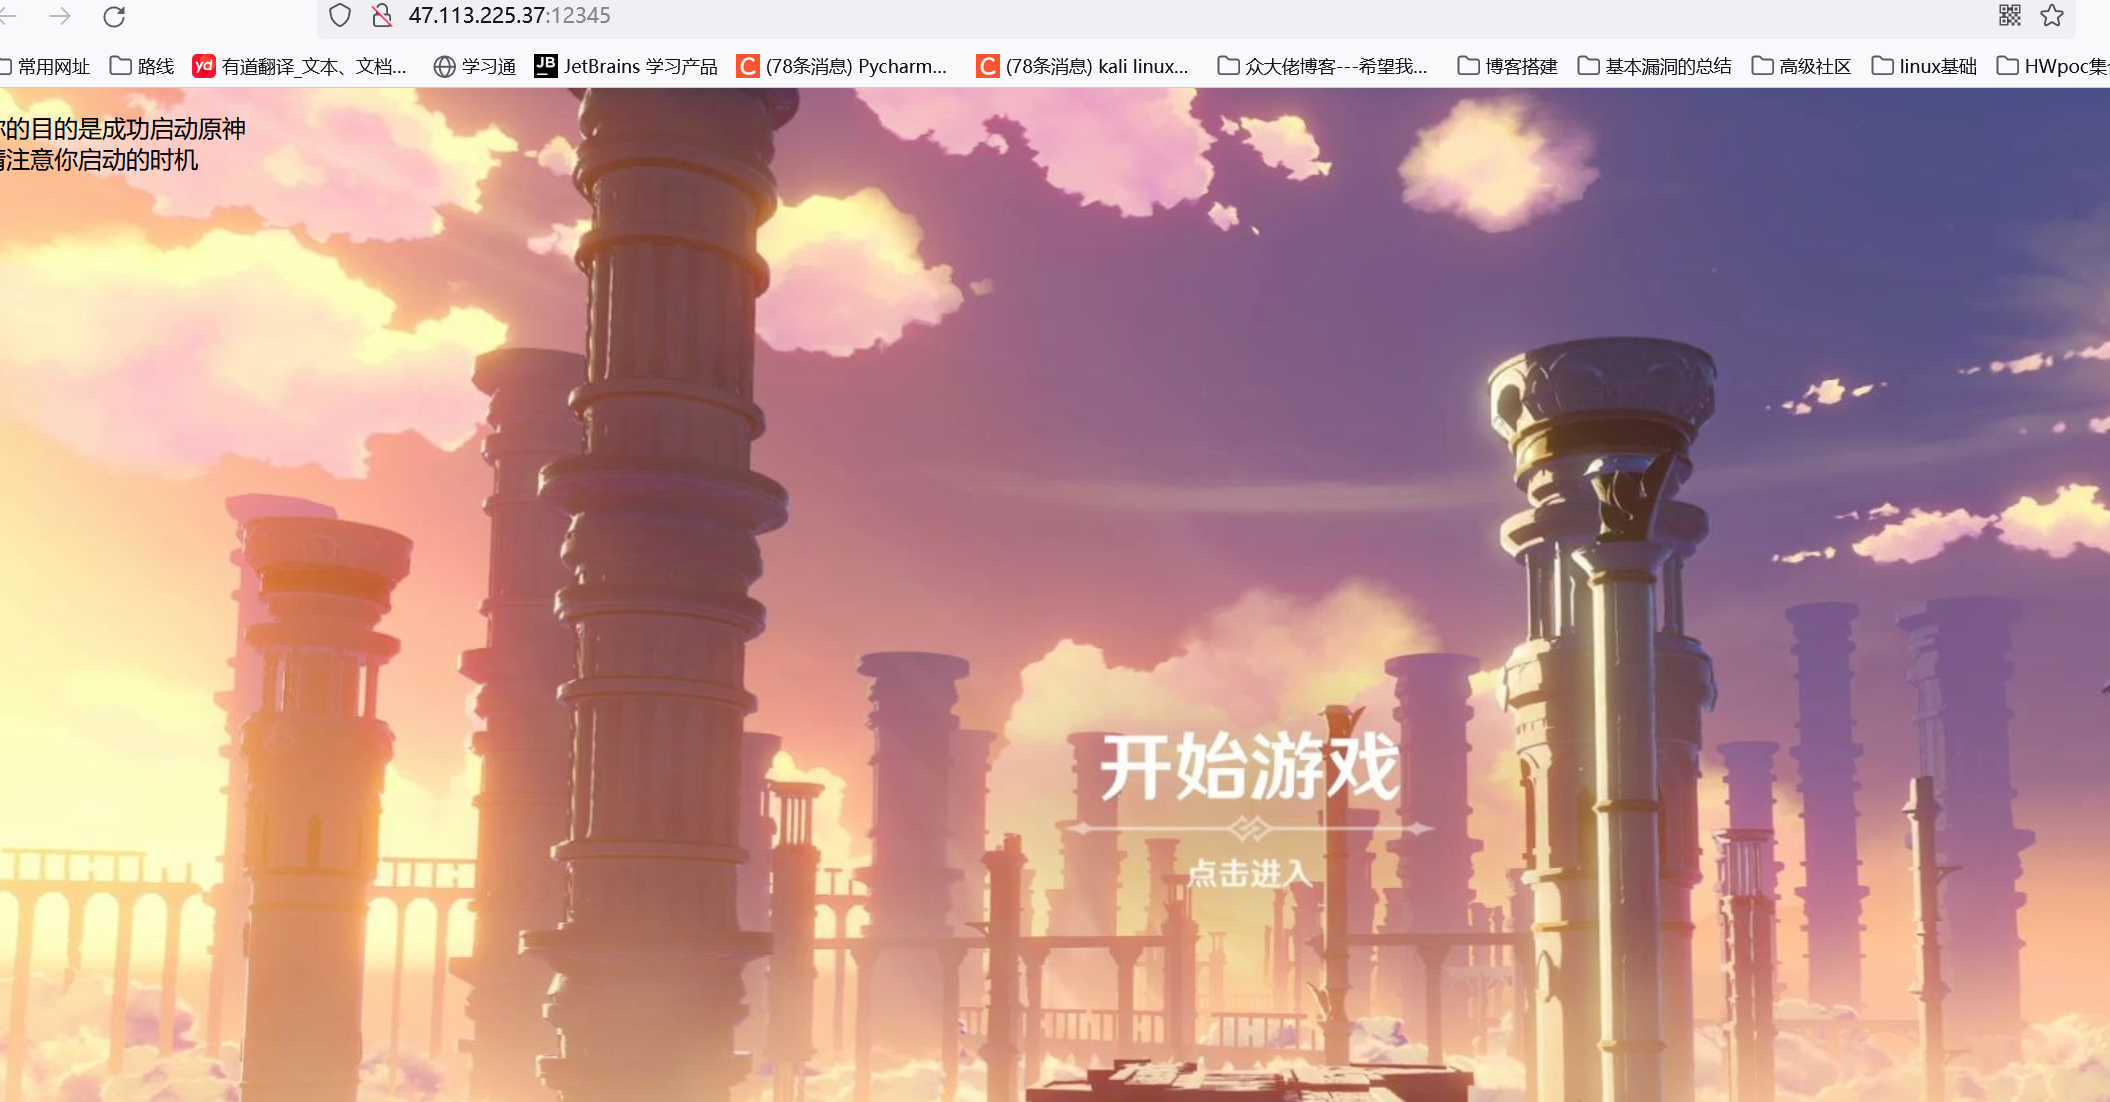 47.113.225.37:12345
常用网址 路线 有道翻译_文本、文档... 学习通 JetBrains 学习产品 (78条消息) Pycharm... (78条消息) kali linux... 众大佬博客---希望我... 博客搭建 基本漏洞的总结 高级社区 linux基础 HWpoc集
yd JB C C
你的目的是成功启动原神
请注意你启动的时机
开始游戏
点击进入